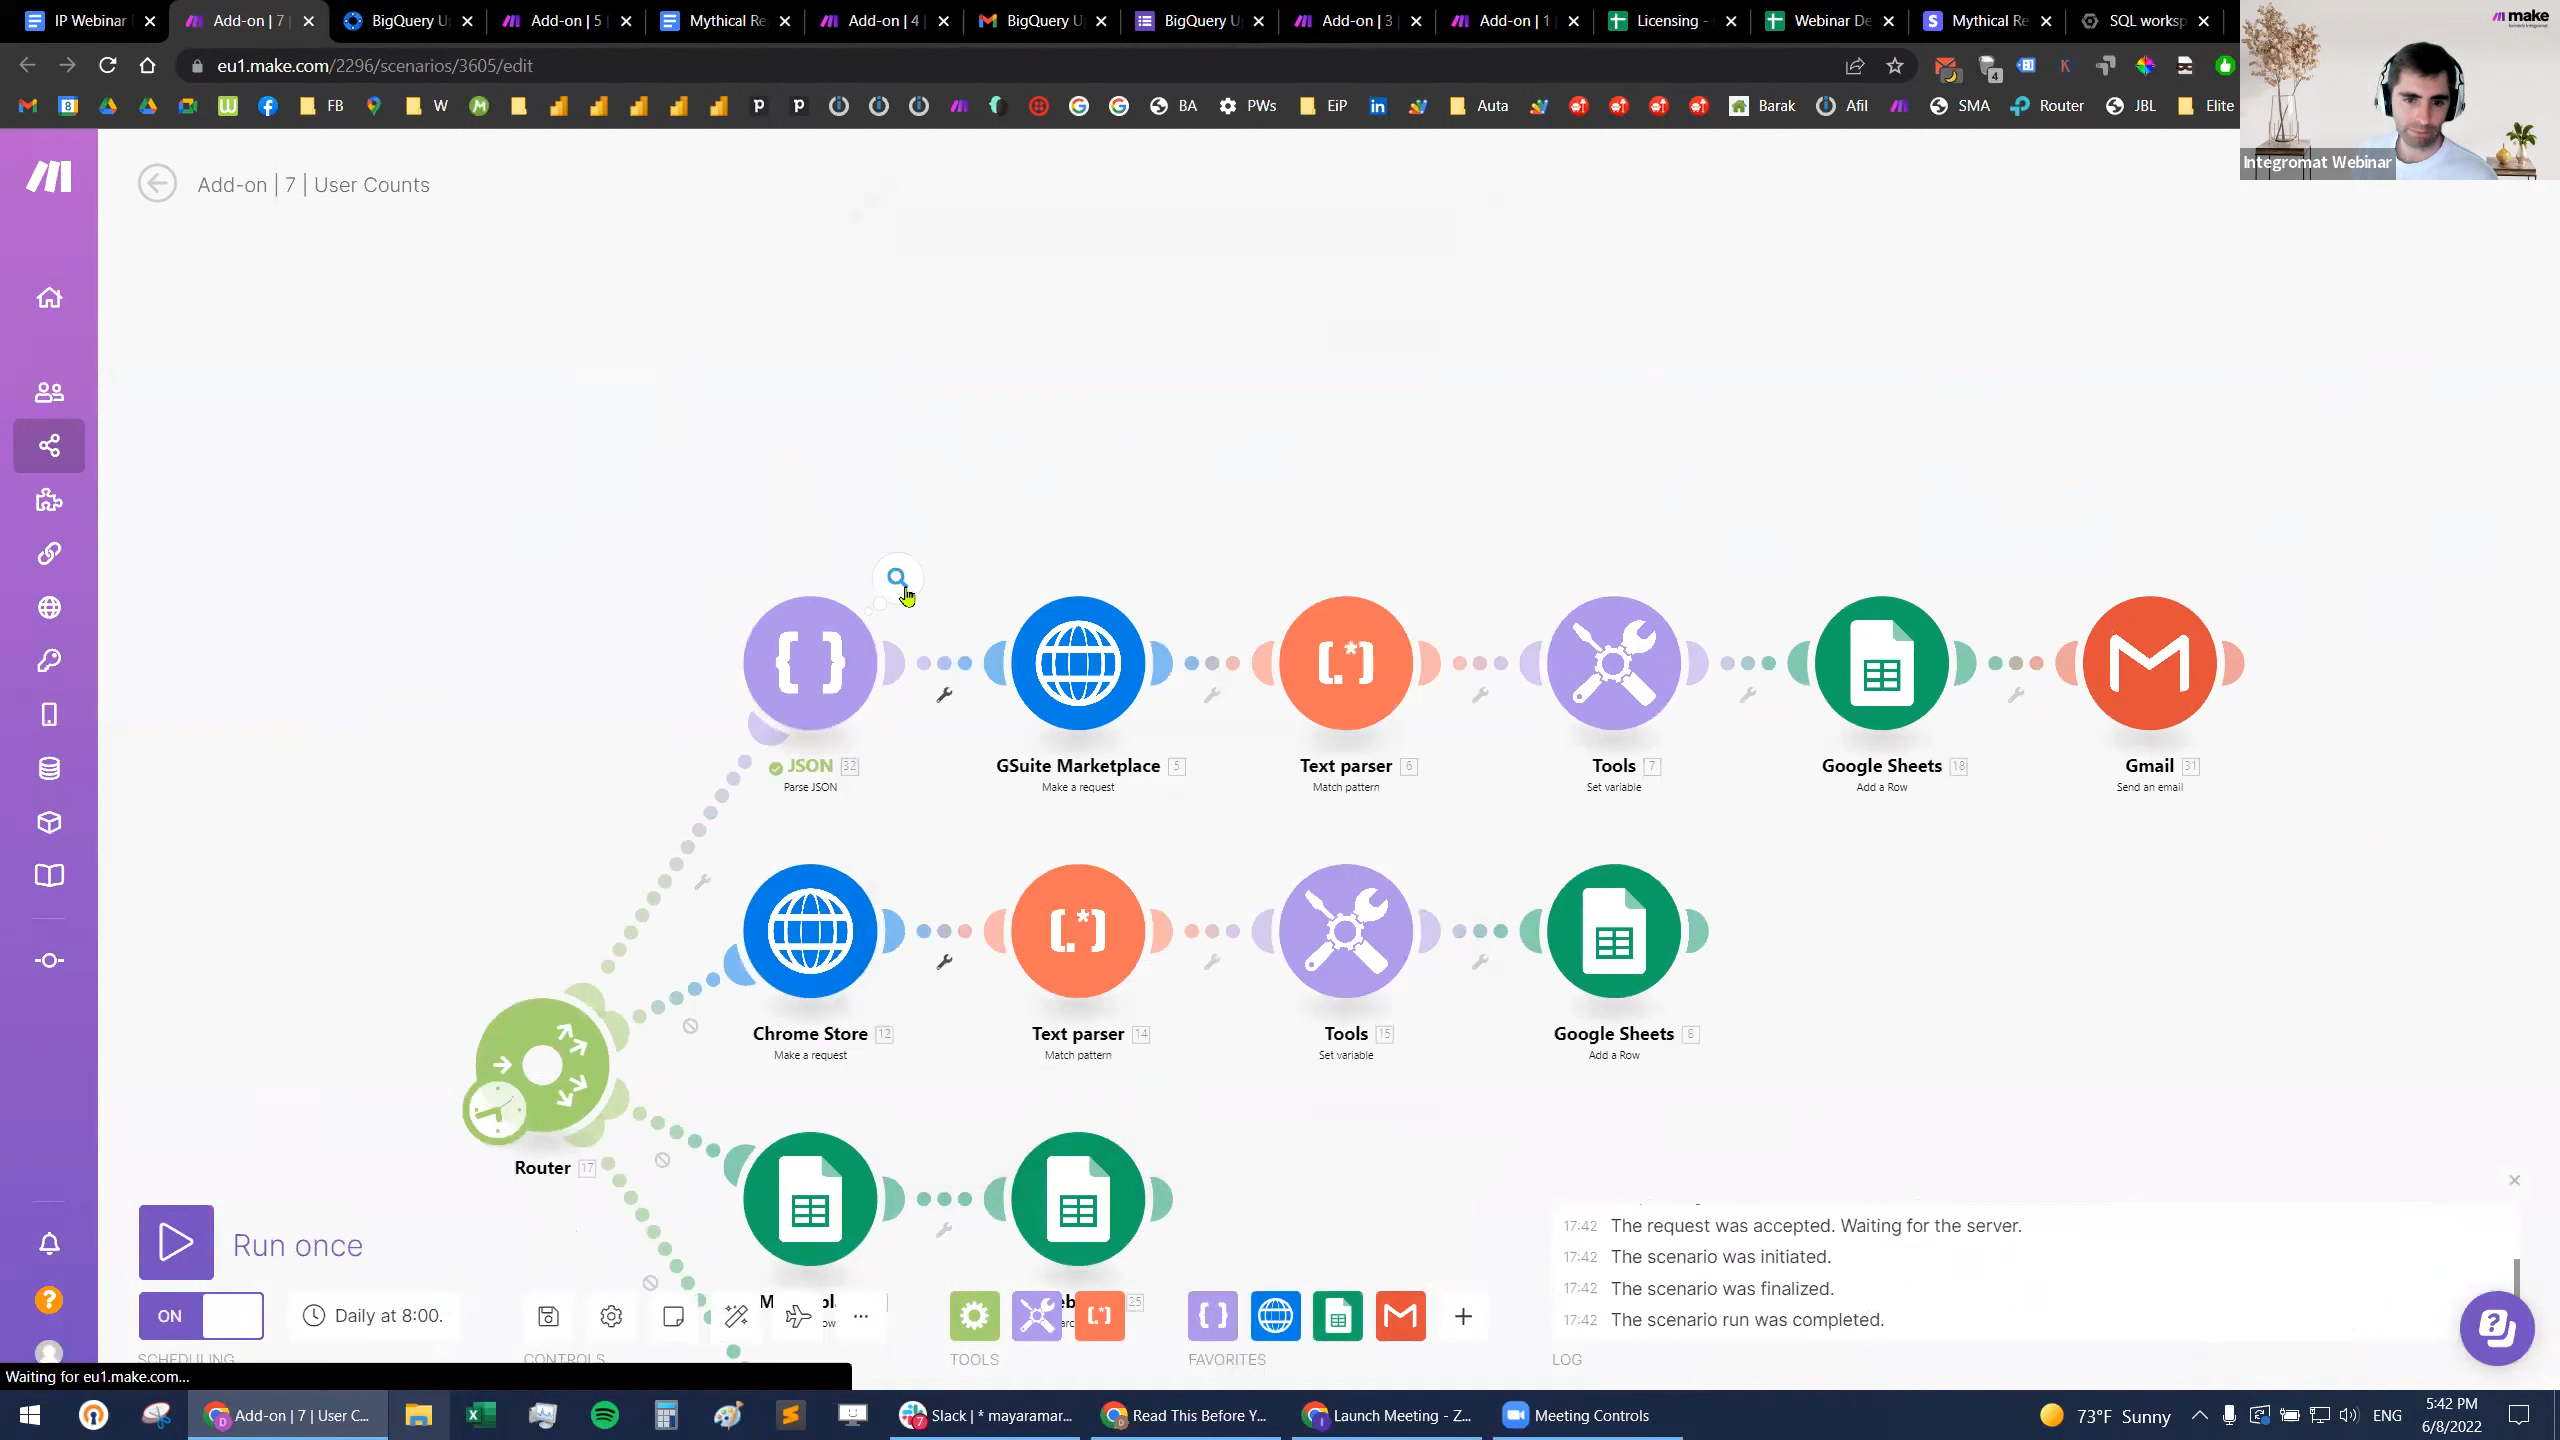 IP Webinar
Add-on | 7 |
BigQuery U
Add-on | 5
Mythical Re
Add-on | 4
BigQuery U
BigQuery U
Add-on | 3
Add-on | 1
Licensing -
Webinar De
Mythical Re
SQL worksp
make
eu1.make.com/2296/scenarios/3605/edit
FB
W
BA
PWs
EiP
Auta
Barak
Afil
SMA
Router
JBL
Elite
Integromat Webinar
Add-on | 7 | User Counts
JSON 32
Parse JSON
GSuite Marketplace 5
Make a request
Text parser 6
Match pattern
Tools 7
Set variable
Google Sheets 18
Add a Row
Gmail 31
Send an email
Chrome Store 12
Make a request
Text parser 14
Match pattern
Tools 15
Set variable
Google Sheets 8
Add a Row
Router 17
25
Run once
ON
Daily at 8:00.
SCHEDULING
CONTROLS
TOOLS
FAVORITES
LOG
17:42 The request was accepted. Waiting for the server.
17:42 The scenario was initiated.
17:42 The scenario was finalized.
17:42 The scenario run was completed.
Waiting for eu1.make.com...
Add-on | 7 | User C...
Slack | * mayaramar...
Read This Before Y...
Launch Meeting - Z...
Meeting Controls
73°F Sunny
ENG
5:42 PM
6/8/2022